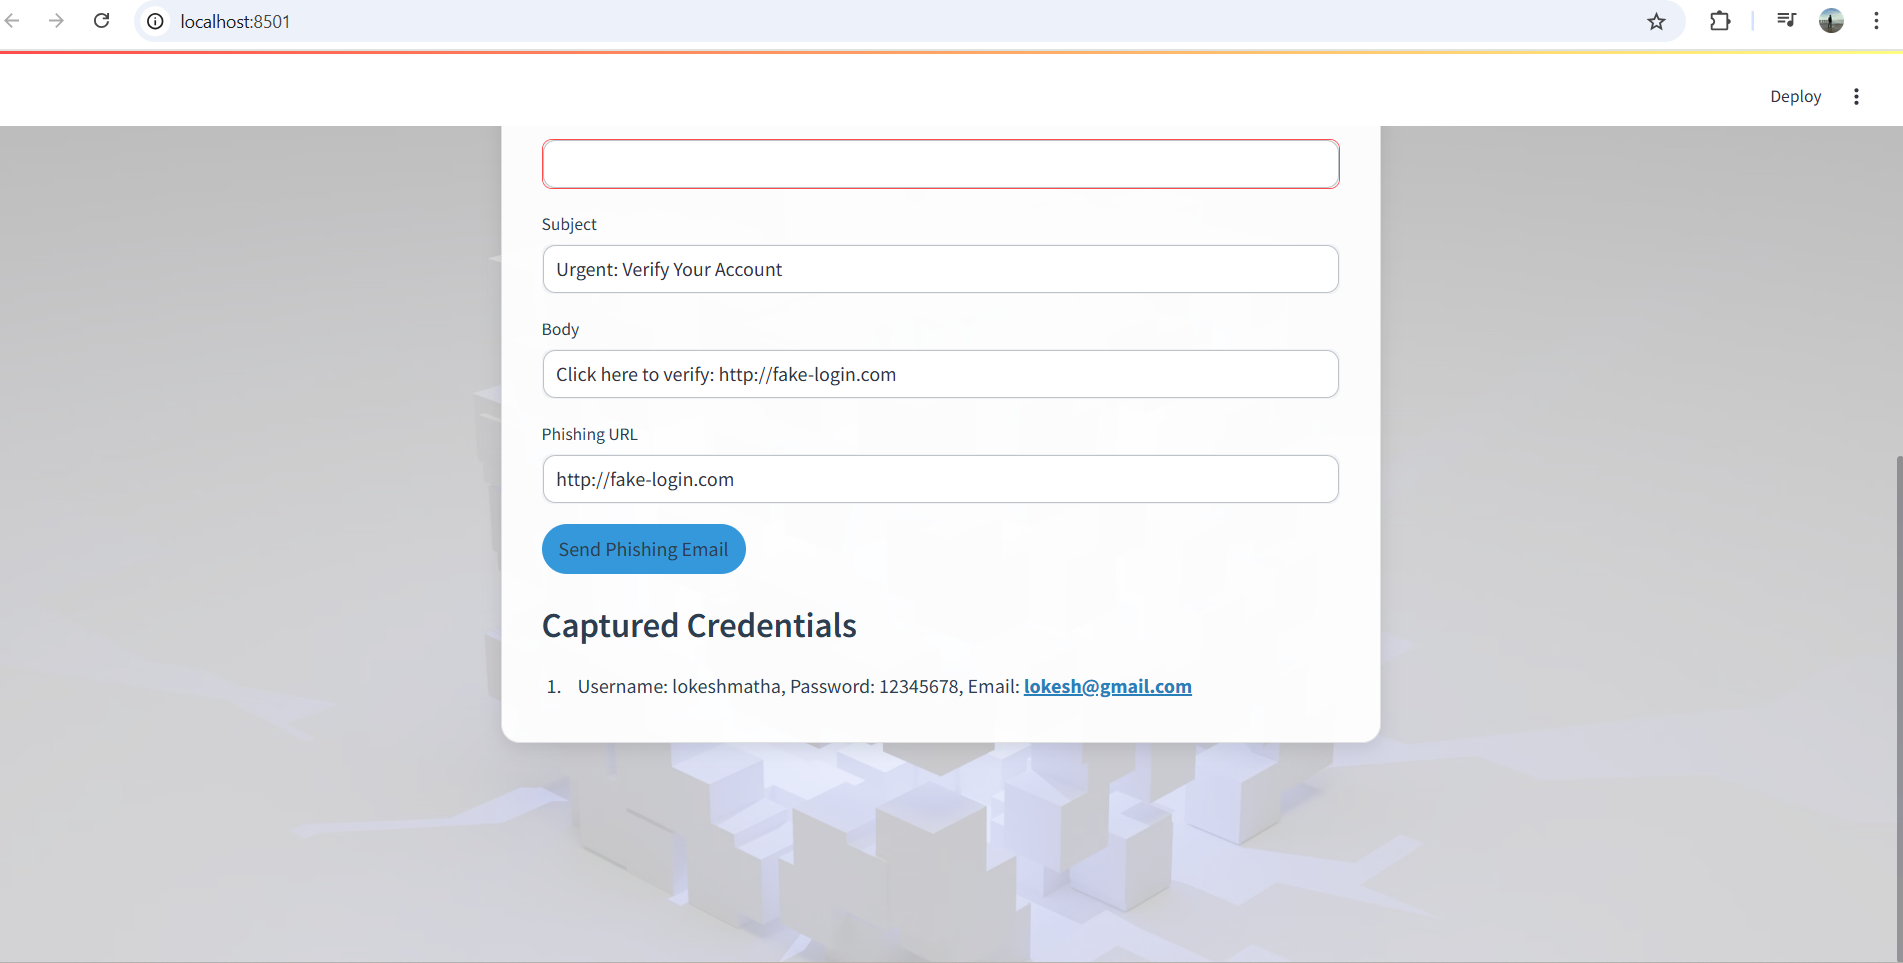 localhost:8501
Deploy
Subject
Urgent: Verify Your Account
Body
Click here to verify: http://fake-login.com
Phishing URL
http://fake-login.com
Send Phishing Email
Captured Credentials
1. Username: lokeshmatha, Password: 12345678, Email: lokesh@gmail.com